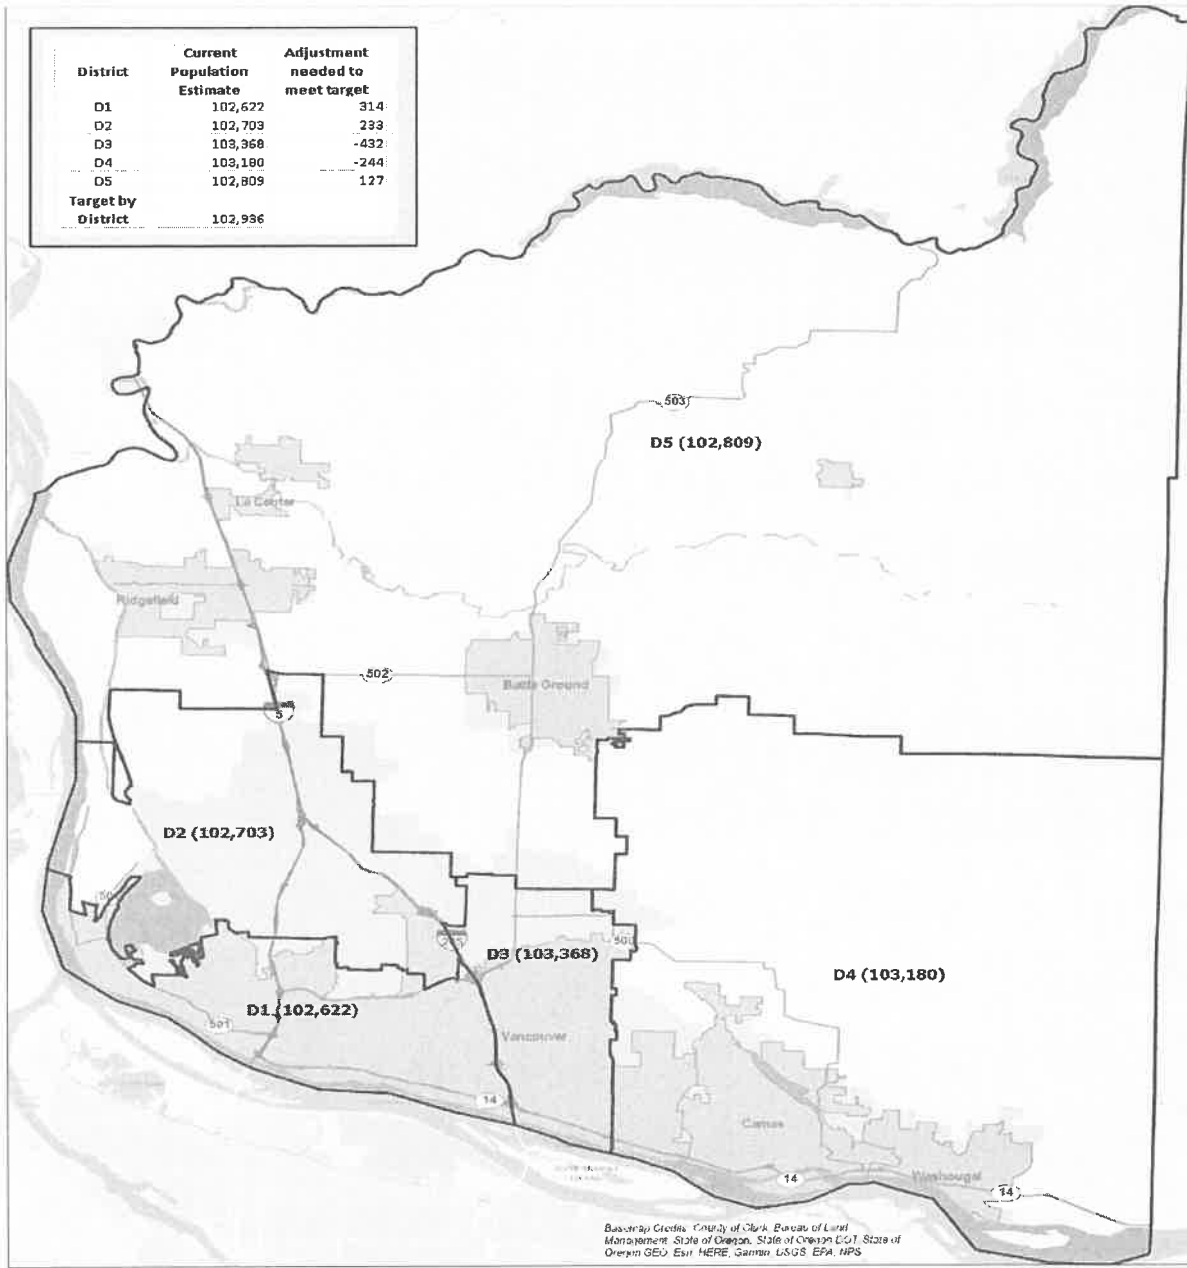 District Current Population Estimate Adjustment needed to meet target
D1 102,622 314
D2 102,703 233
D3 103,368 -432
D4 103,180 -244
D5 102,809 127
Target by
District 102,936
503
D5 (102,809)
La Center
Ridgefield
502
Battle Ground
5
D2 (102,703)
50
205
D3 (103,368)
500
D4 (103,180)
D1 (102,622)
501
Vancouver
14
Camas
14
Washougal
14
Basemap Credits: County of Clark, Bureau of Land
Management, State of Oregon, State of Oregon DOT, State of
Oregon GEO, Esri, HERE, Garmin, USGS, EPA, NPS